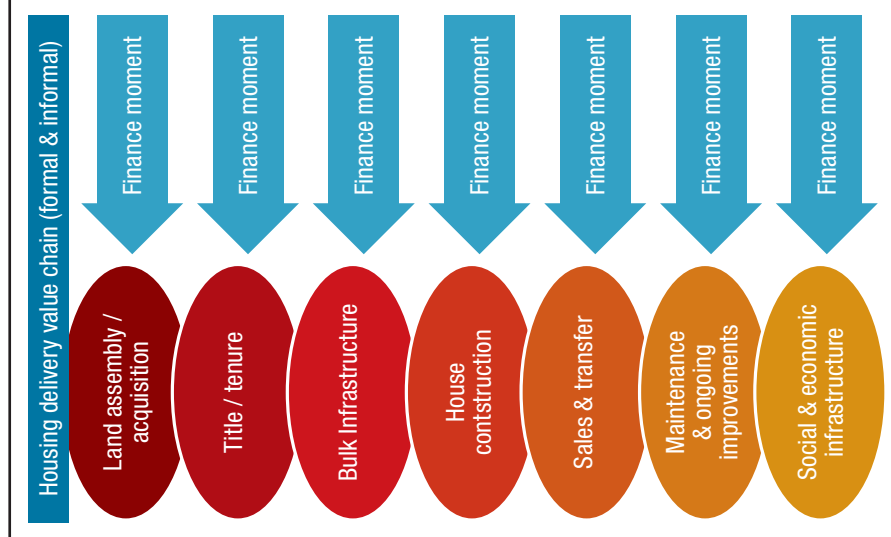 Housing delivery value chain (formal & informal)
Finance moment
Finance moment
Finance moment
Finance moment
Finance moment
Finance moment
Finance moment
Land assembly /
acquisition
Title / tenure
Bulk Infrastructure
House
contstruction
Sales & transfer
Maintenance
& ongoing
improvements
Social & economic
infrastructure